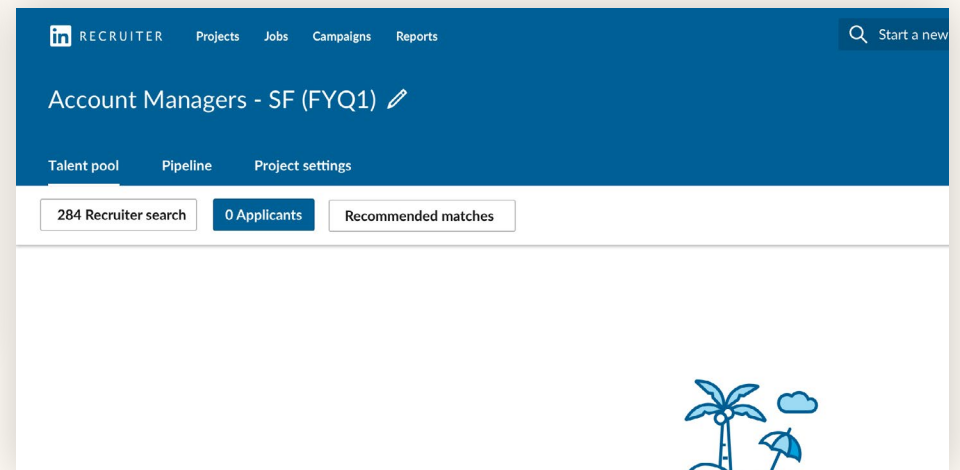 in RECRUITER Projects Jobs Campaigns Reports Start a new
Account Managers - SF (FYQ1)
Talent pool Pipeline Project settings
284 Recruiter search 0 Applicants Recommended matches